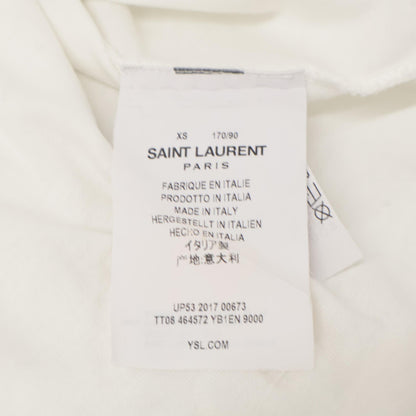 XS 170/90
SAINT LAURENT
PARIS
FABRIQUE EN ITALIE
PRODOTTO IN ITALIA
MADE IN ITALY
HERGESTELLT IN ITALIEN
HECHO EN ITALIA
イタリア製
地:意大利
UP53 2017 00673
TT08 464572 YB1EN 9000
YSL.COM